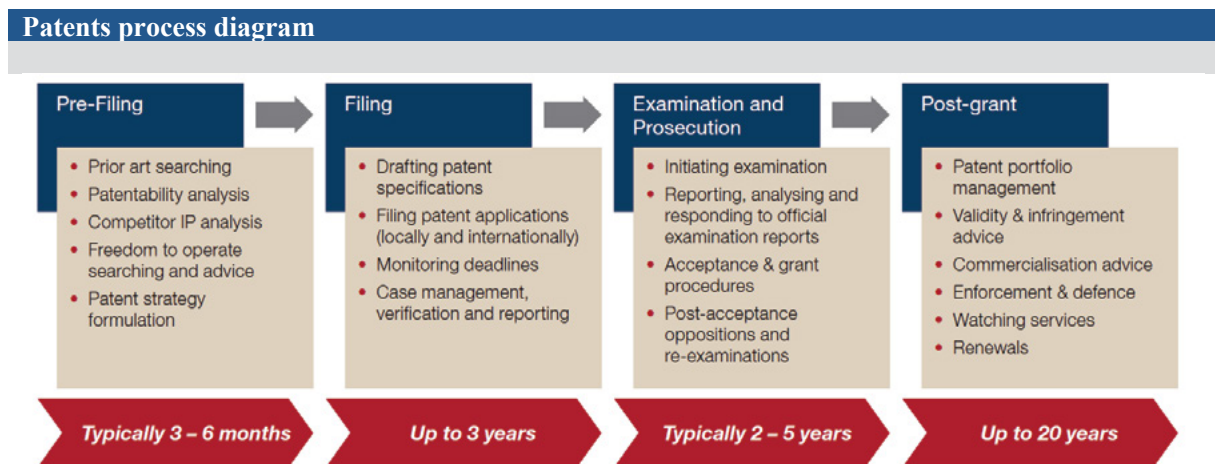 Patents process diagram
Pre-Filing
• Prior art searching
• Patentability analysis
• Competitor IP analysis
• Freedom to operate
searching and advice
• Patent strategy
formulation
Typically 3 – 6 months
Filing
• Drafting patent
specifications
• Filing patent applications
(locally and internationally)
• Monitoring deadlines
• Case management,
verification and reporting
Up to 3 years
Examination and
Prosecution
• Initiating examination
• Reporting, analysing and
responding to official
examination reports
• Acceptance & grant
procedures
• Post-acceptance
oppositions and
re-examinations
Typically 2 – 5 years
Post-grant
• Patent portfolio
management
• Validity & infringement
advice
• Commercialisation advice
• Enforcement & defence
• Watching services
• Renewals
Up to 20 years